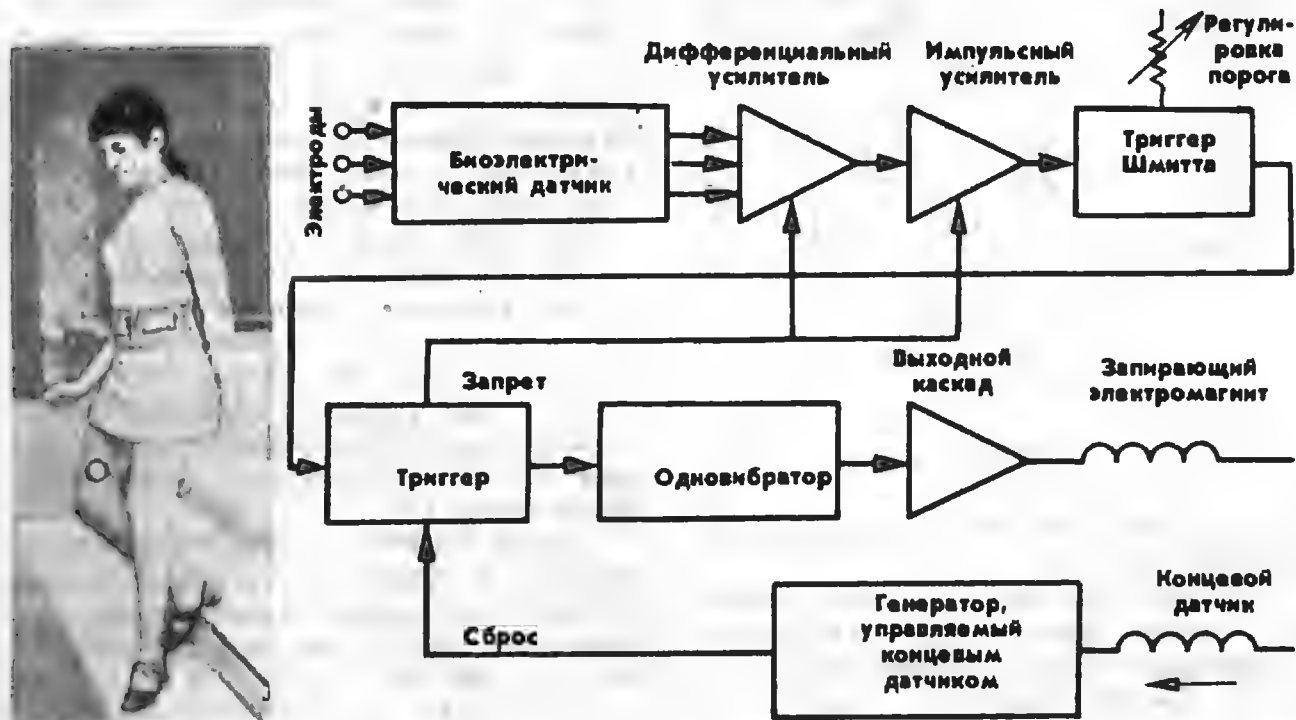 Дифференциальный
усилитель
Импульсный
усилитель
Регули-
ровка
порога
Электроды
Биоэлектри-
ческий датчик
Триггер
Шмитта
Запрет
Выходной
каскад
Запирающий
электромагнит
Триггер
Одновибратор
Сброс
Генератор,
управляемый
концевым
датчиком
Концевой
датчик